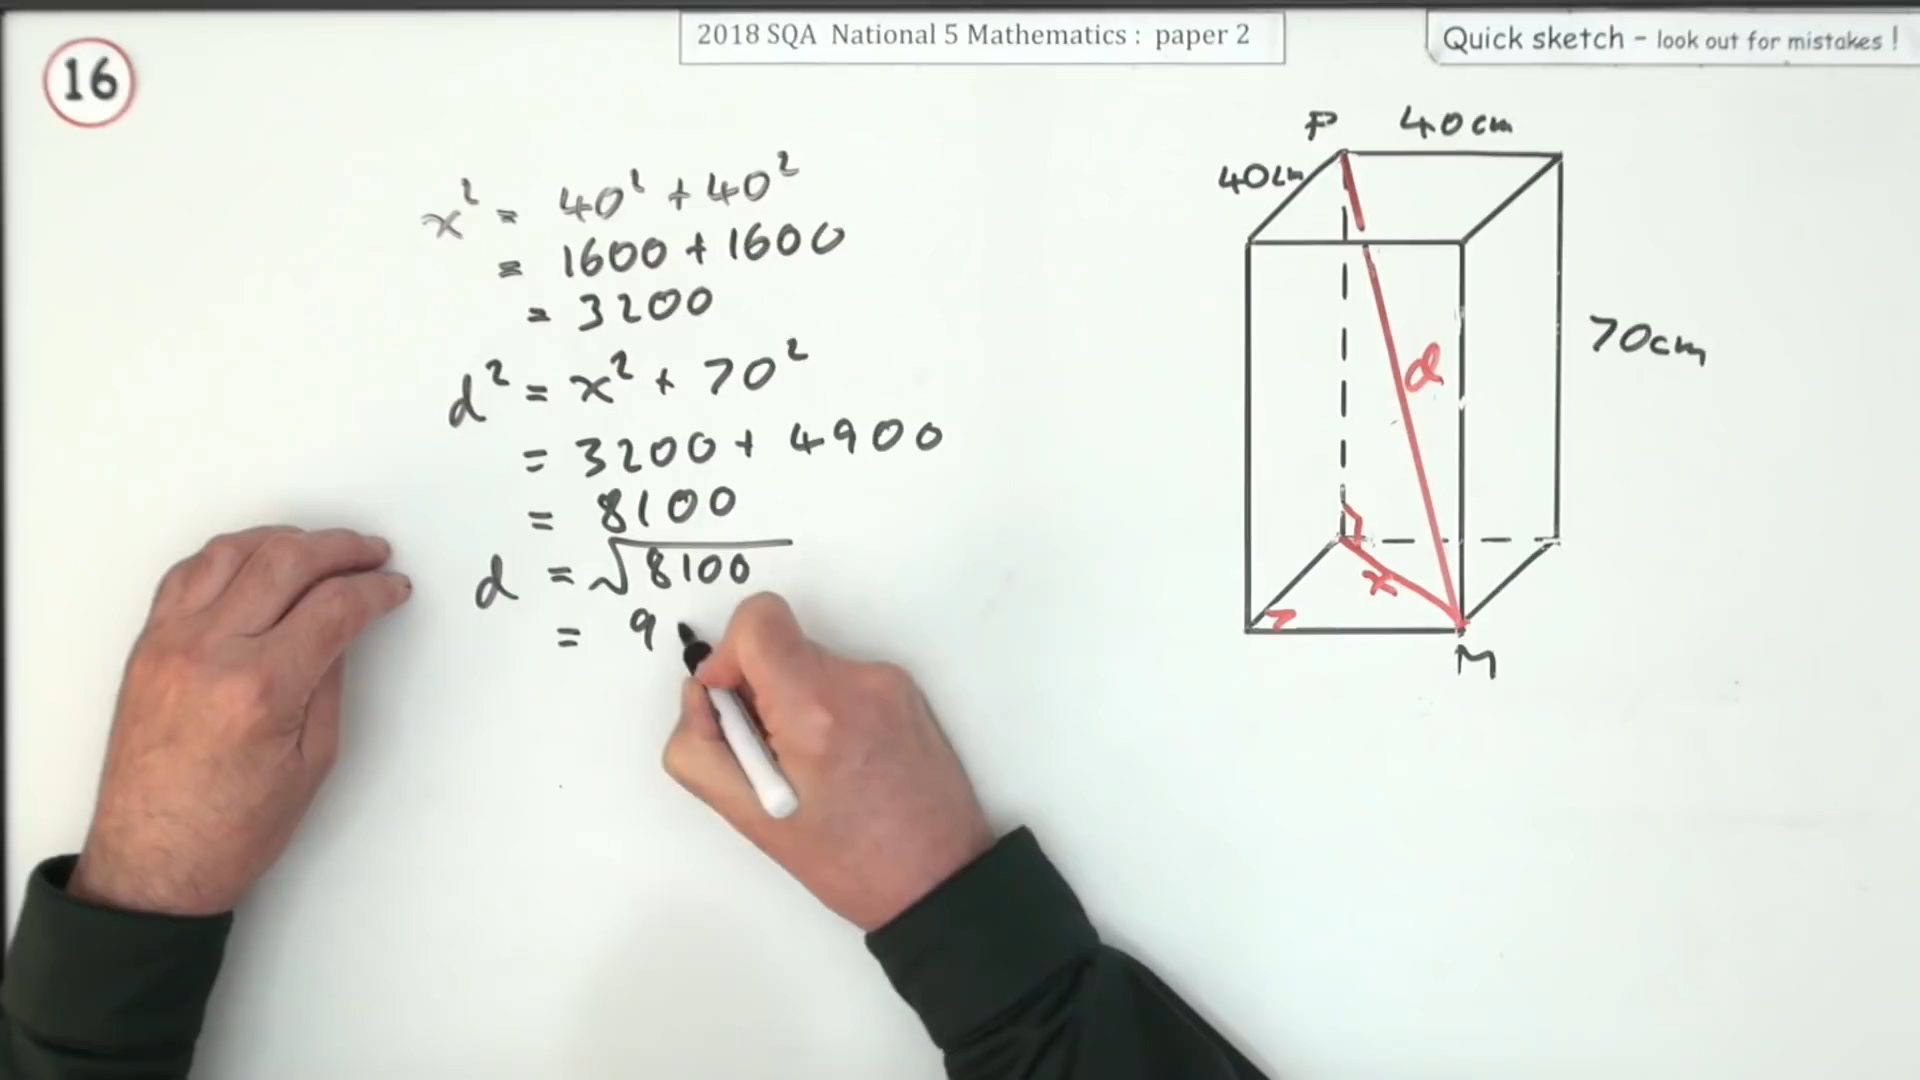 2018 SQA National 5 Mathematics : paper 2
Quick sketch - look out for mistakes !
16
x² = 40² + 40²
= 1600 + 1600
= 3200
d² = x² + 70²
= 3200 + 4900
= 8100
d = √8100
= 9
P 40cm
40cm
70cm
d
x
M